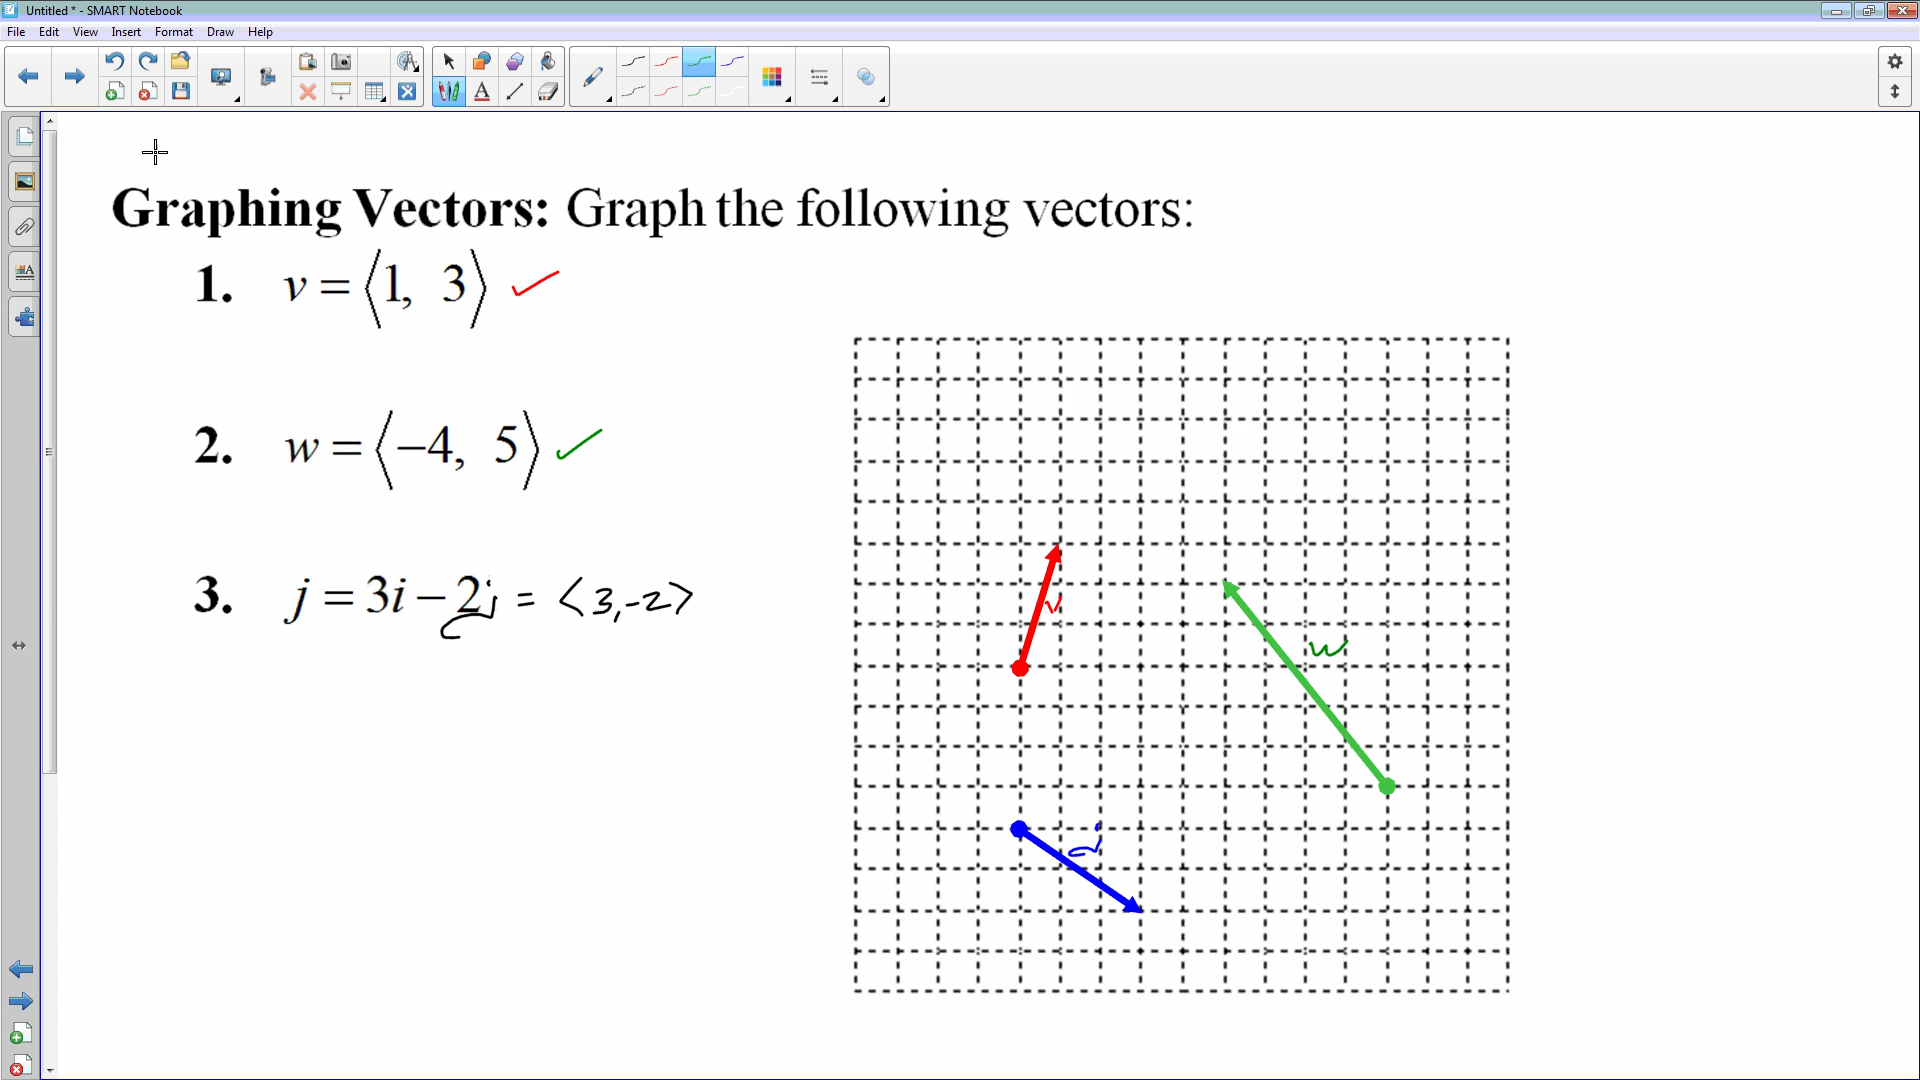 Untitled * - SMART Notebook
File Edit View Insert Format Draw Help
Graphing Vectors: Graph the following vectors:
1. v = ⟨1, 3⟩ ✓
2. w = ⟨−4, 5⟩ ✓
3. j = 3i − 2j = <3,-2>
v
w
j